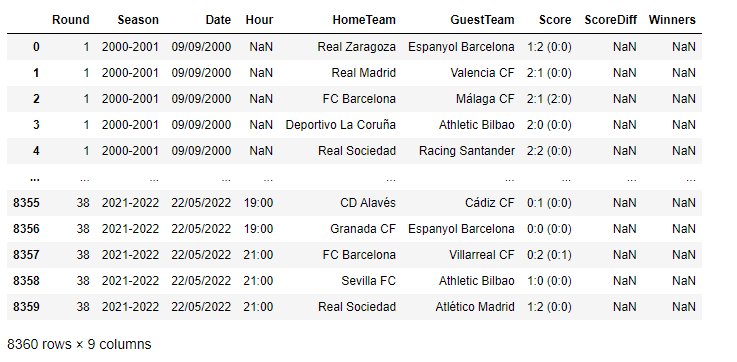 Round Season Date Hour HomeTeam GuestTeam Score ScoreDiff Winners
0 1 2000-2001 09/09/2000 NaN Real Zaragoza Espanyol Barcelona 1:2 (0:0) NaN NaN
1 1 2000-2001 09/09/2000 NaN Real Madrid Valencia CF 2:1 (0:0) NaN NaN
2 1 2000-2001 09/09/2000 NaN FC Barcelona Málaga CF 2:1 (2:0) NaN NaN
3 1 2000-2001 09/09/2000 NaN Deportivo La Coruña Athletic Bilbao 2:0 (0:0) NaN NaN
4 1 2000-2001 09/09/2000 NaN Real Sociedad Racing Santander 2:2 (0:0) NaN NaN
... ... ... ... ... ... ... ... ... ...
8355 38 2021-2022 22/05/2022 19:00 CD Alavés Cádiz CF 0:1 (0:0) NaN NaN
8356 38 2021-2022 22/05/2022 19:00 Granada CF Espanyol Barcelona 0:0 (0:0) NaN NaN
8357 38 2021-2022 22/05/2022 21:00 FC Barcelona Villarreal CF 0:2 (0:1) NaN NaN
8358 38 2021-2022 22/05/2022 21:00 Sevilla FC Athletic Bilbao 1:0 (0:0) NaN NaN
8359 38 2021-2022 22/05/2022 21:00 Real Sociedad Atlético Madrid 1:2 (0:0) NaN NaN
8360 rows × 9 columns